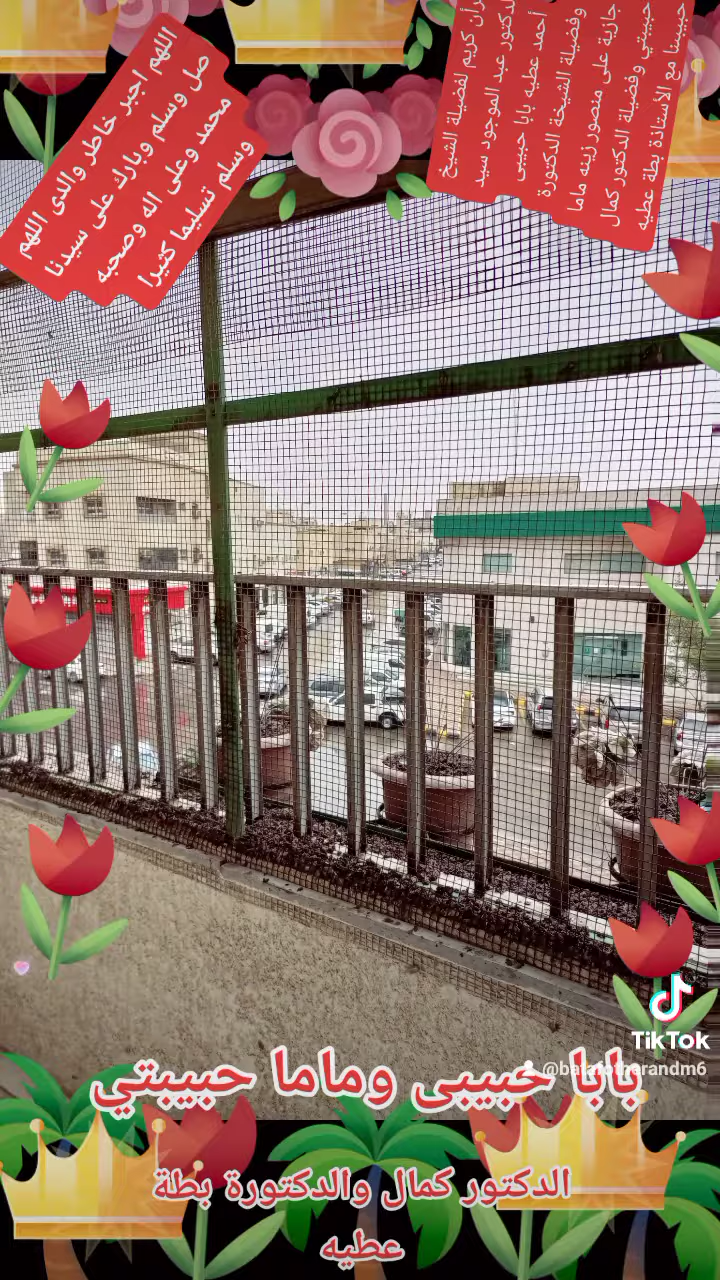 اللهم اجبر خاطر والدى اللهم
صل وسلم وبارك على سيدنا
محمد وعلى اله وصحبه
وسلم تسليما كثيرا
كريم لفضيلة الشيخ
الدكتور عبد الموجود سيد
أحمد عطيه بابا حبيبى
وفضيلة الشيخة الدكتورة
جازية على منصور زينه ماما
حبيبتي وفضيلة الدكتور كمال
حبيبنا مع الأستاذة بطة عطيه
TikTok
بابا حبيبى وماما حبيبتي
الدكتور كمال والدكتورة بطة
عطيه